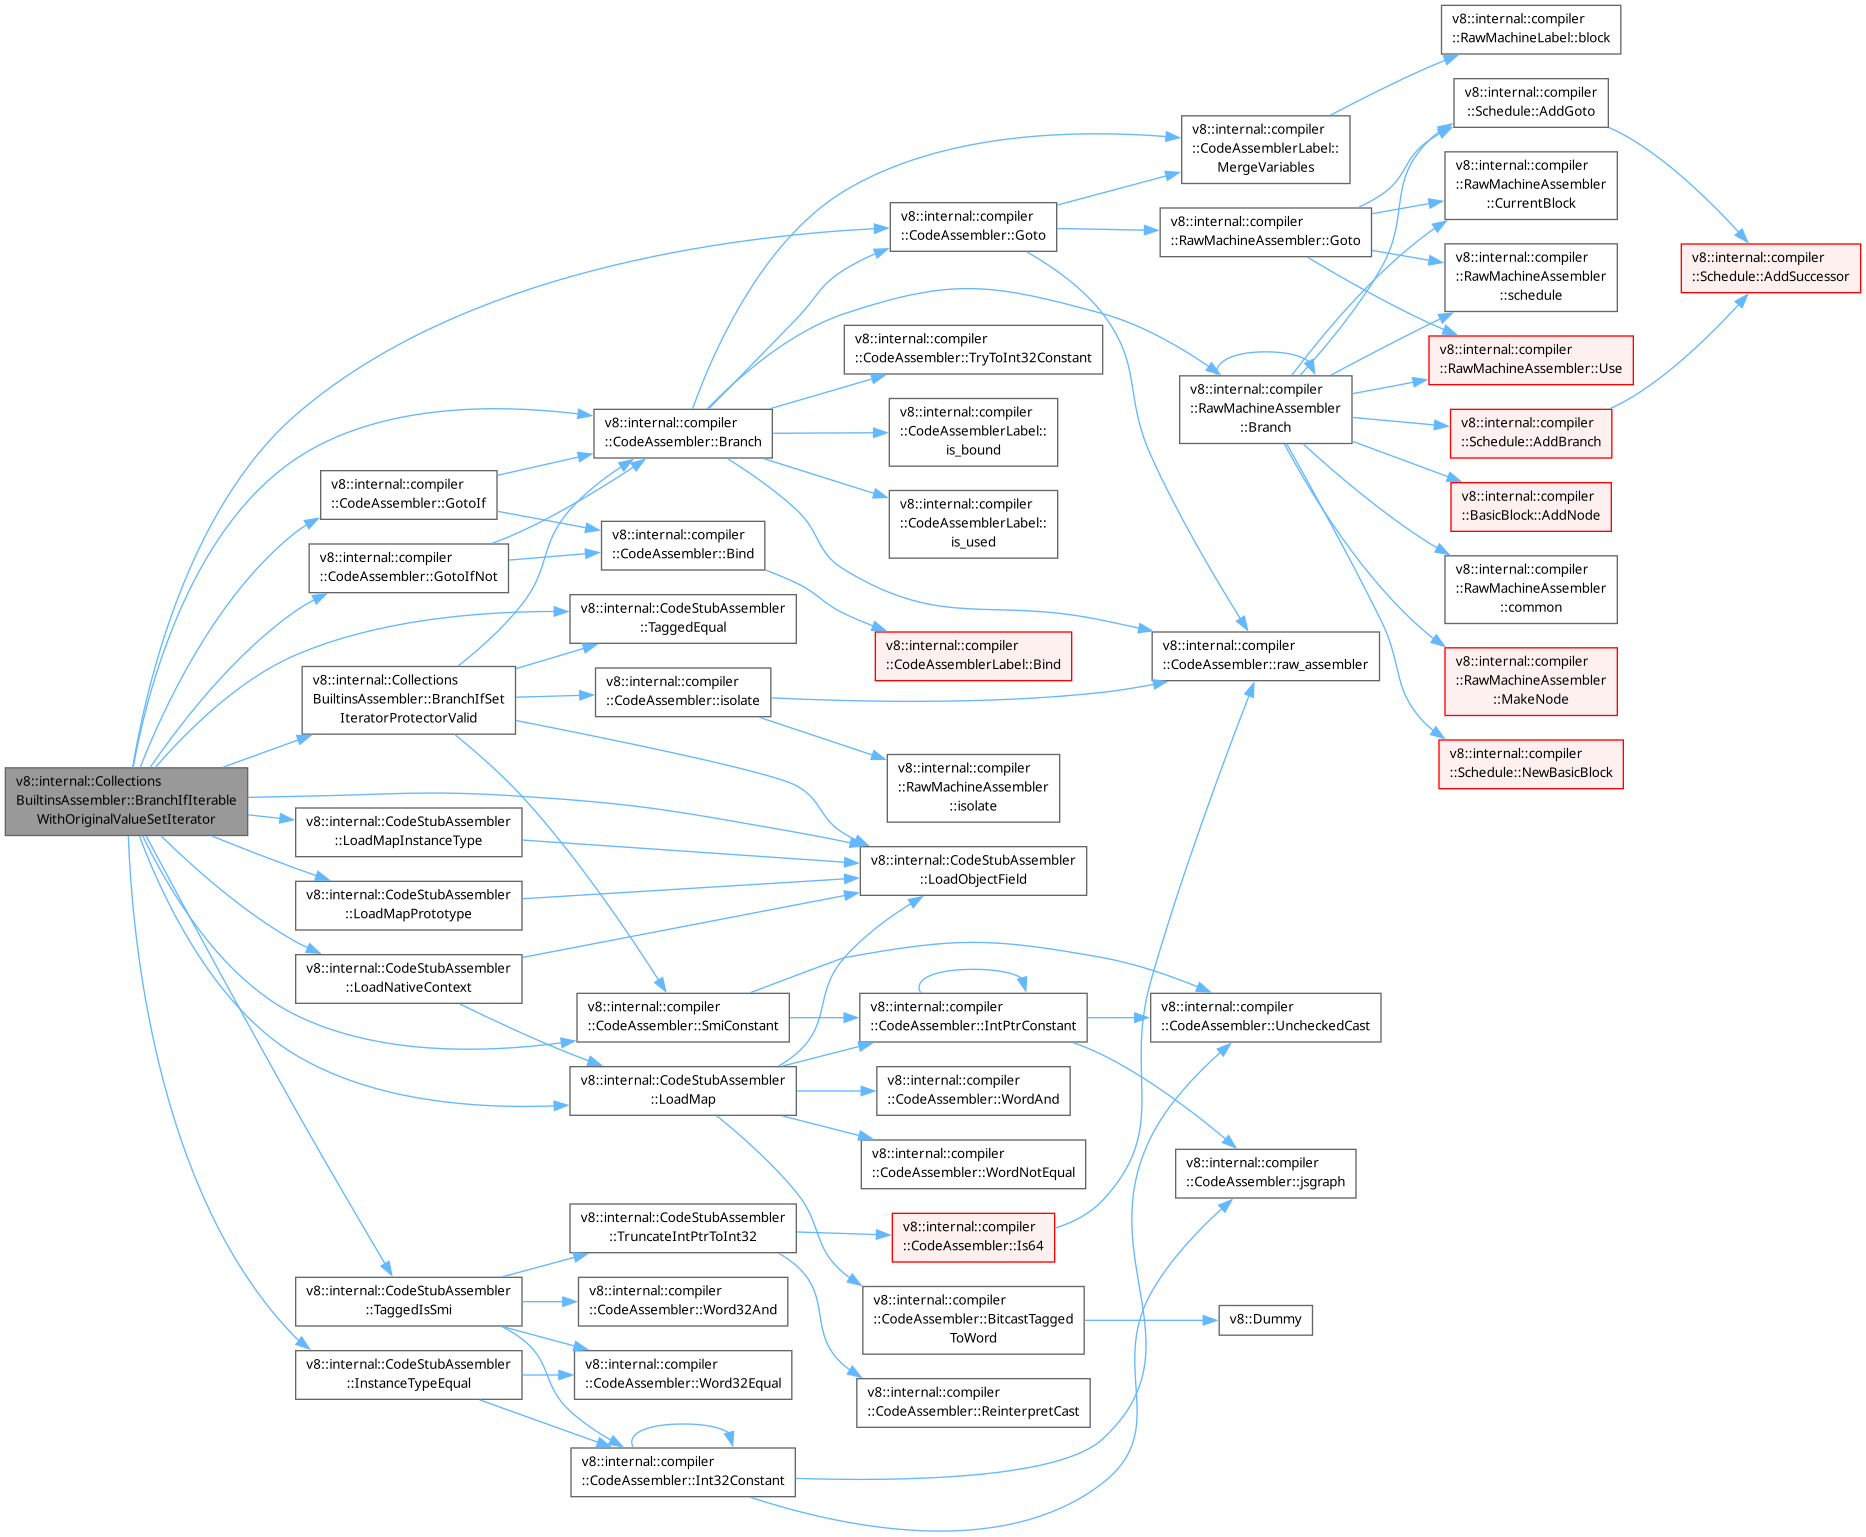 v8::internal::Collections
BuiltinsAssembler::BranchIfIterable
WithOriginalValueSetIterator
v8::internal::compiler
::CodeAssembler::GotoIf
v8::internal::compiler
::CodeAssembler::GotoIfNot
v8::internal::Collections
BuiltinsAssembler::BranchIfSet
IteratorProtectorValid
v8::internal::CodeStubAssembler
::LoadMapInstanceType
v8::internal::CodeStubAssembler
::LoadMapPrototype
v8::internal::CodeStubAssembler
::LoadNativeContext
v8::internal::CodeStubAssembler
::TaggedIsSmi
v8::internal::CodeStubAssembler
::InstanceTypeEqual
v8::internal::compiler
::CodeAssembler::Branch
v8::internal::compiler
::CodeAssembler::Bind
v8::internal::CodeStubAssembler
::TaggedEqual
v8::internal::compiler
::CodeAssembler::isolate
v8::internal::compiler
::CodeAssembler::SmiConstant
v8::internal::CodeStubAssembler
::LoadMap
v8::internal::CodeStubAssembler
::TruncateIntPtrToInt32
v8::internal::compiler
::CodeAssembler::Word32And
v8::internal::compiler
::CodeAssembler::Word32Equal
v8::internal::compiler
::CodeAssembler::Int32Constant
v8::internal::compiler
::CodeAssembler::Goto
v8::internal::compiler
::CodeAssembler::TryToInt32Constant
v8::internal::compiler
::CodeAssemblerLabel::
is_bound
v8::internal::compiler
::CodeAssemblerLabel::
is_used
v8::internal::compiler
::CodeAssemblerLabel::Bind
v8::internal::compiler
::RawMachineAssembler
::isolate
v8::internal::CodeStubAssembler
::LoadObjectField
v8::internal::compiler
::CodeAssembler::IntPtrConstant
v8::internal::compiler
::CodeAssembler::WordAnd
v8::internal::compiler
::CodeAssembler::WordNotEqual
v8::internal::compiler
::CodeAssembler::Is64
v8::internal::compiler
::CodeAssembler::BitcastTagged
ToWord
v8::internal::compiler
::CodeAssembler::ReinterpretCast
v8::internal::compiler
::CodeAssemblerLabel::
MergeVariables
v8::internal::compiler
::RawMachineAssembler::Goto
v8::internal::compiler
::RawMachineAssembler
::Branch
v8::internal::compiler
::CodeAssembler::raw_assembler
v8::internal::compiler
::CodeAssembler::UncheckedCast
v8::internal::compiler
::CodeAssembler::jsgraph
v8::Dummy
v8::internal::compiler
::RawMachineLabel::block
v8::internal::compiler
::Schedule::AddGoto
v8::internal::compiler
::RawMachineAssembler
::CurrentBlock
v8::internal::compiler
::RawMachineAssembler
::schedule
v8::internal::compiler
::RawMachineAssembler::Use
v8::internal::compiler
::Schedule::AddBranch
v8::internal::compiler
::BasicBlock::AddNode
v8::internal::compiler
::RawMachineAssembler
::common
v8::internal::compiler
::RawMachineAssembler
::MakeNode
v8::internal::compiler
::Schedule::NewBasicBlock
v8::internal::compiler
::Schedule::AddSuccessor